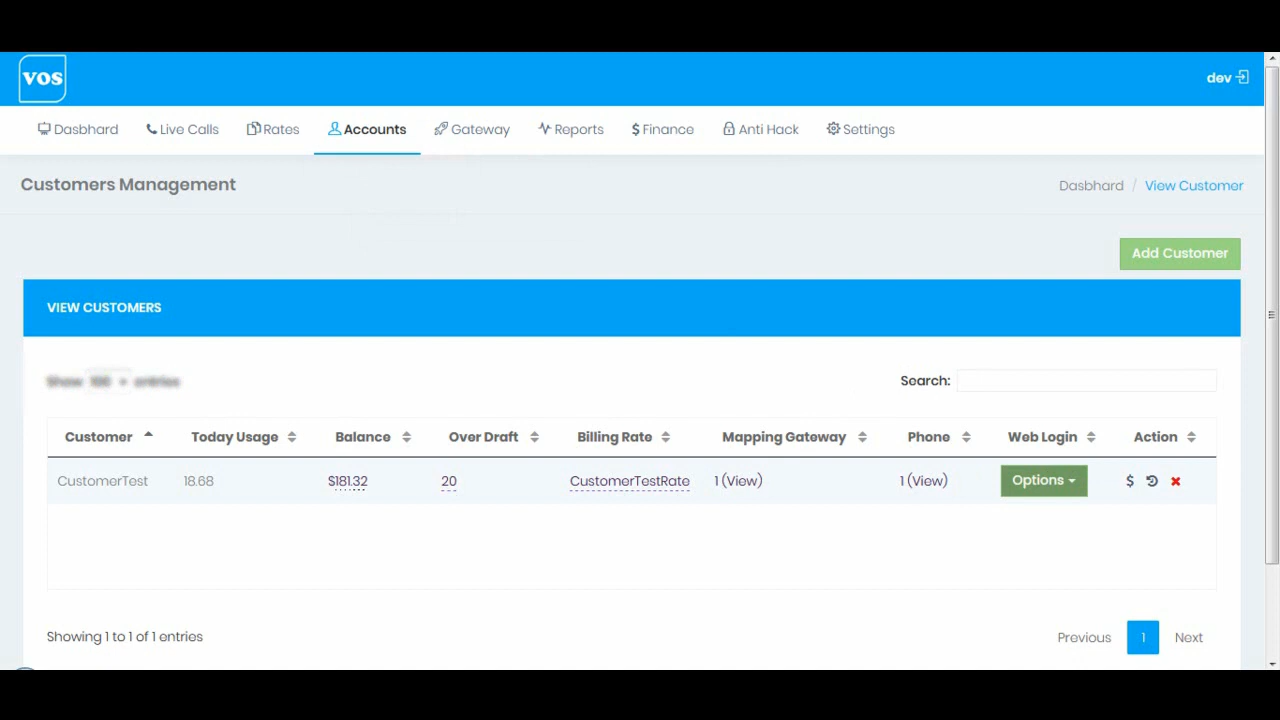 vos
dev
Dasbhard Live Calls Rates Accounts Gateway Reports $ Finance Anti Hack Settings
Customers Management
Dasbhard / View Customer
Add Customer
VIEW CUSTOMERS
Show 100 entries
Search:
Customer Today Usage Balance Over Draft Billing Rate Mapping Gateway Phone Web Login Action
CustomerTest 18.68 $181.32 20 CustomerTestRate 1 (View) 1 (View) Options $
Showing 1 to 1 of 1 entries
Previous 1 Next